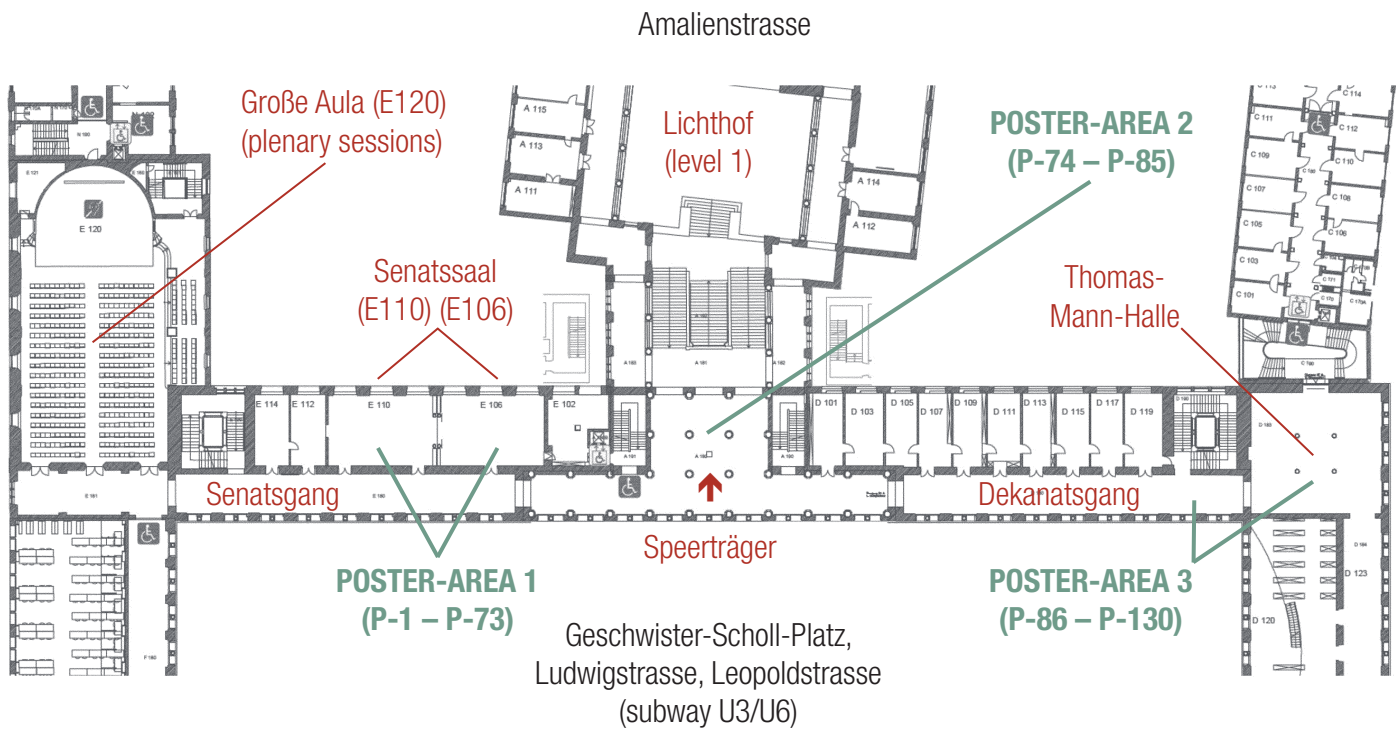 Amalienstrasse
Große Aula (E120)
(plenary sessions)
Lichthof
(level 1)
POSTER-AREA 2
(P-74 – P-85)
Senatssaal
(E110) (E106)
Thomas-
Mann-Halle
A 115
A 113
A 111
A 114
A 112
C 114
C 111
C 112
C 109
C 110
C 107
C 108
C 105
C 106
C 103
C 101
E 120
E 114
E 112
E 110
E 106
E 102
D 101
D 103
D 105
D 107
D 109
D 111
D 113
D 115
D 117
D 119
Senatsgang
Dekanatsgang
Speerträger
POSTER-AREA 1
(P-1 – P-73)
POSTER-AREA 3
(P-86 – P-130)
D 123
D 120
Geschwister-Scholl-Platz,
Ludwigstrasse, Leopoldstrasse
(subway U3/U6)